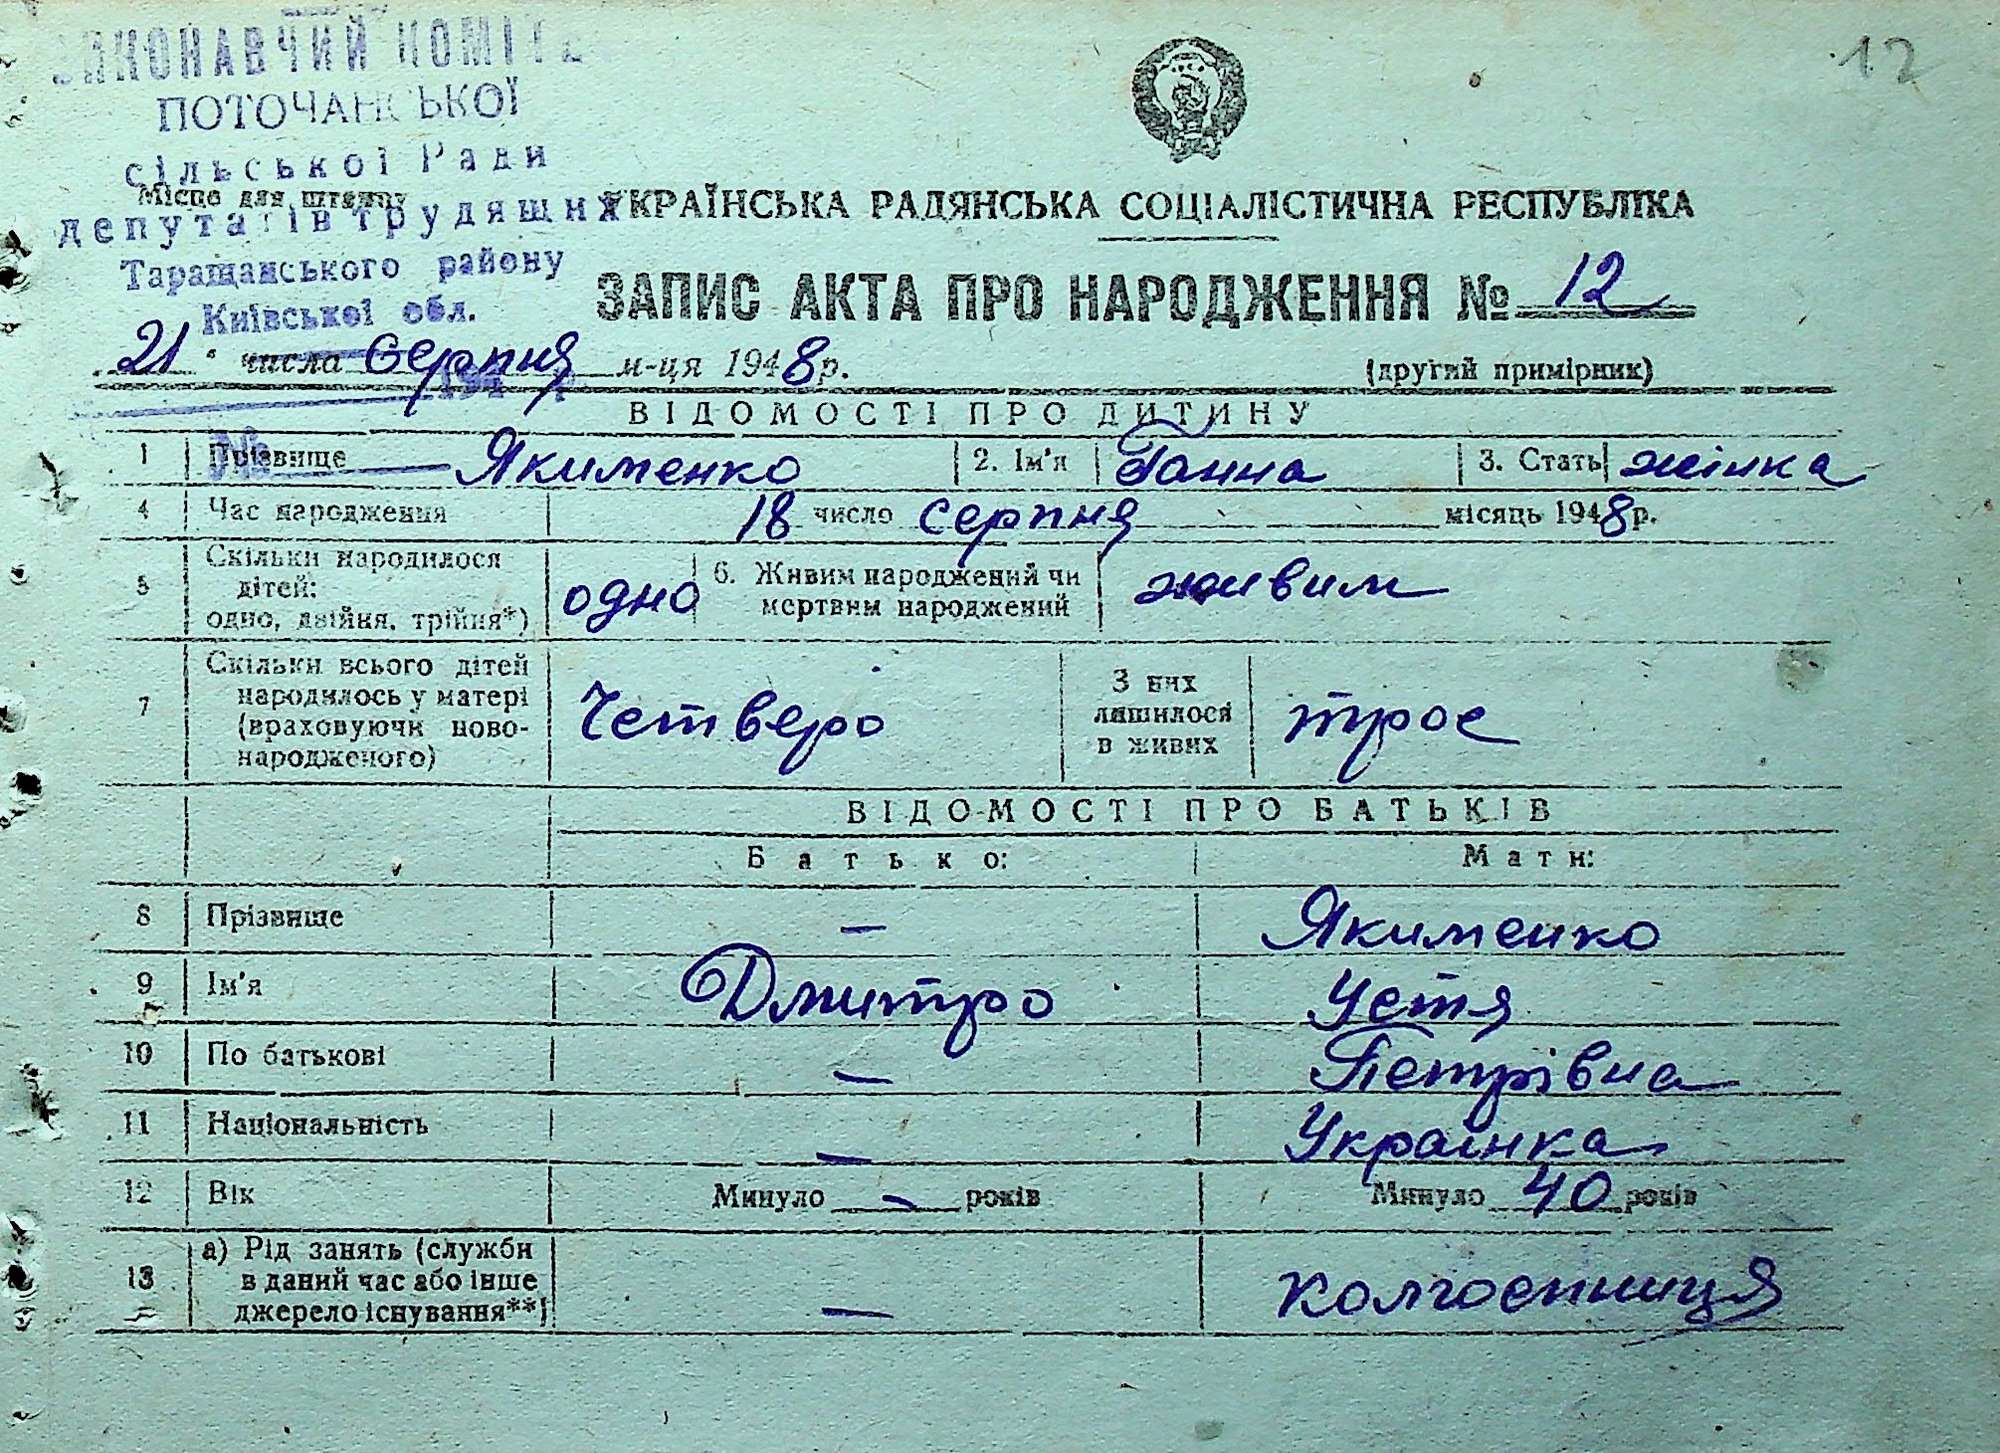 12
ВИКОНАВЧИЙ КОМІТЕ
ПОТОЧАНСЬКОЇ
сільської Ради
Місце для штампу
депутатів трудящих
Таращанського району
Київської обл.
УКРАЇНСЬКА РАДЯНСЬКА СОЦІАЛІСТИЧНА РЕСПУБЛІКА
ЗАПИС АКТА ПРО НАРОДЖЕННЯ № 12
21 числа Серпня м-ця 1948 р.
(другий примірник)
194
ВІДОМОСТІ ПРО ДИТИНУ
№
1 Прізвище Якименко 2. Ім'я Ганна 3. Стать жінка
4 Час народження 18 число серпня місяць 1948 р.
5 Скільки народилося дітей: одно, двійня, трійня*) одно 6. Живим народжений чи мертвим народжений живим
7 Скільки всього дітей народилось у матері (враховуючи ново-народженого) Четверо З них лишилося в живих троє
ВІДОМОСТІ ПРО БАТЬКІВ
Батько: Мати:
8 Прізвище — Якименко
9 Ім'я Дмитро Устя
10 По батькові — Петрівна
11 Національність — Українка
12 Вік Минуло — років Минуло 40 років
13 а) Рід занять (служби в даний час або інше джерело існування**) — колгоспниця